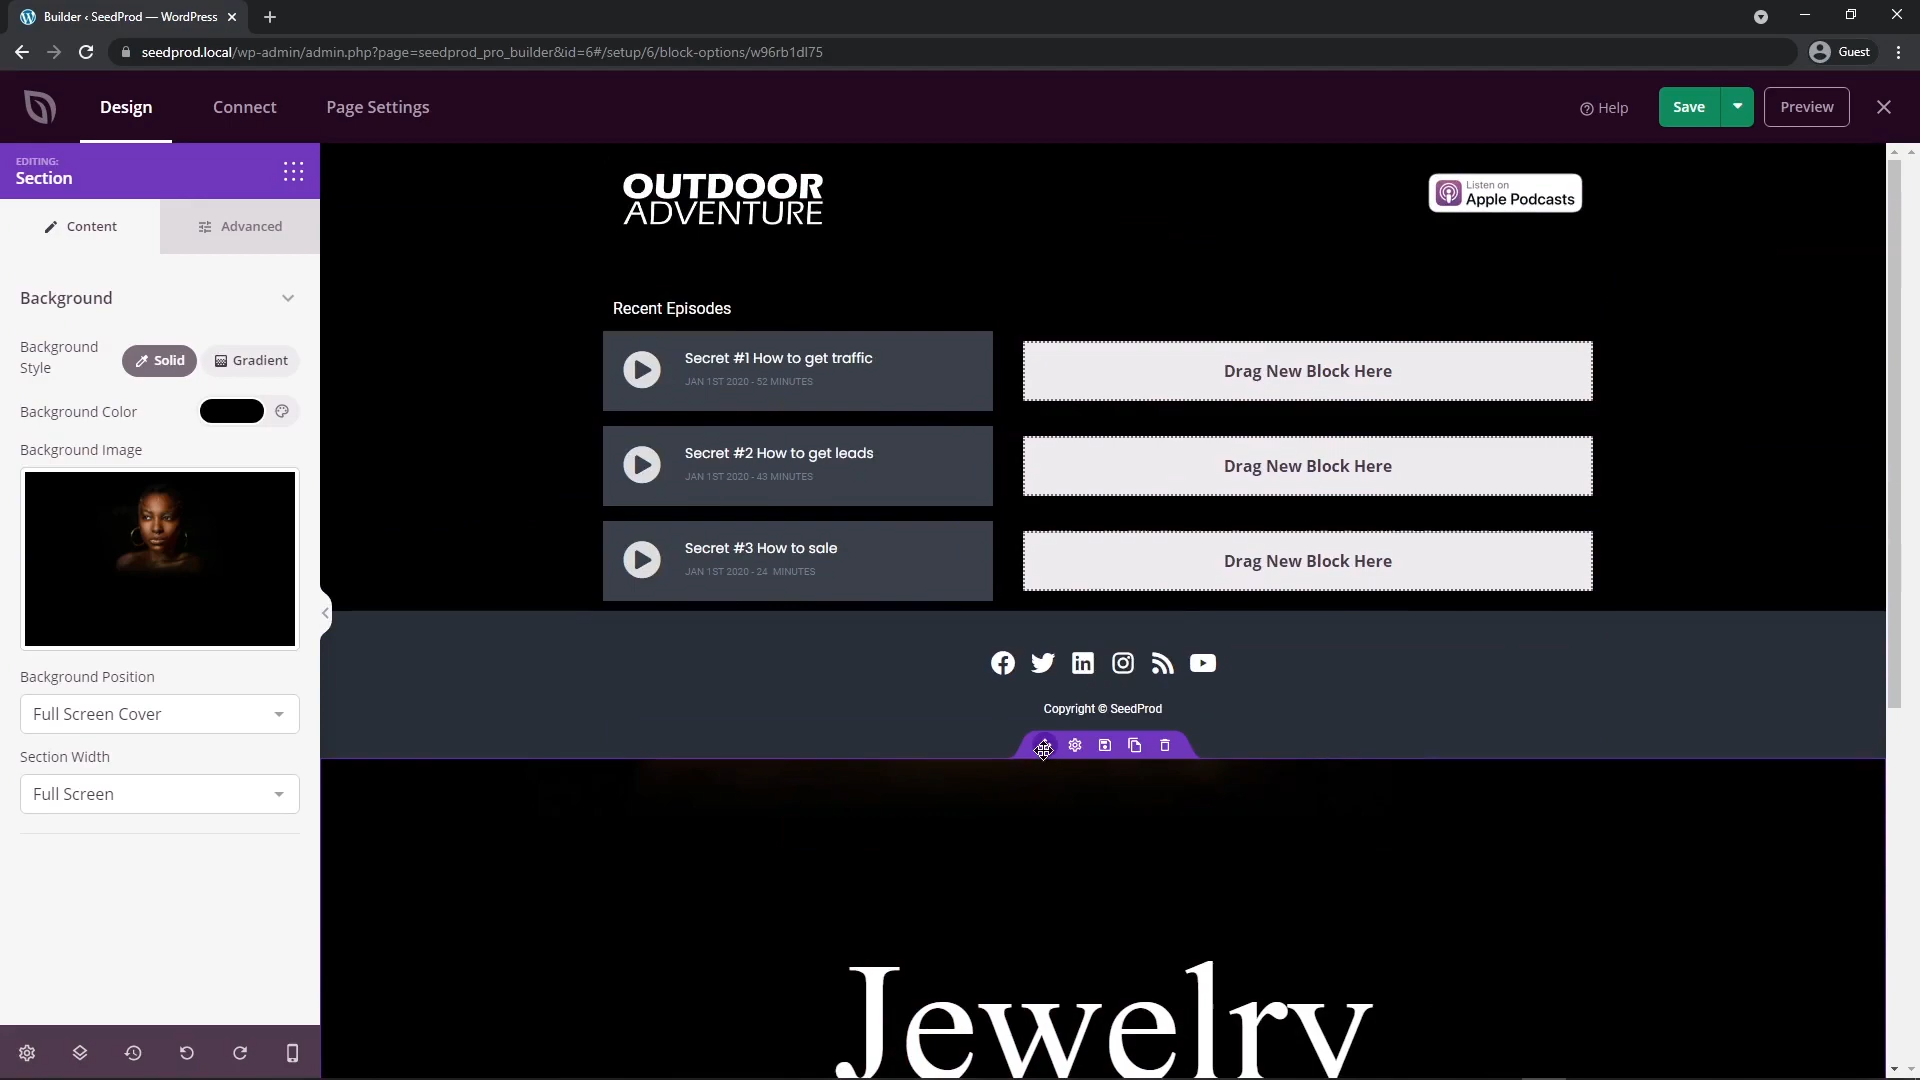 Builder ‹ SeedProd — WordPress
seedprod.local/wp-admin/admin.php?page=seedprod_pro_builder&id=6#/setup/6/block-options/w96rb1dl75
Guest
Design
Connect
Page Settings
Help
Save
Preview
EDITING:
Section
Content
Advanced
Background
Background
Style
Solid
Gradient
Background Color
Background Image
Background Position
Full Screen Cover
Section Width
Full Screen
OUTDOOR
ADVENTURE
Listen on
Apple Podcasts
Recent Episodes
Secret #1 How to get traffic
JAN 1ST 2020 - 52 MINUTES
Drag New Block Here
Secret #2 How to get leads
JAN 1ST 2020 - 43 MINUTES
Drag New Block Here
Secret #3 How to sale
JAN 1ST 2020 - 24 MINUTES
Drag New Block Here
Copyright © SeedProd
Jewelry